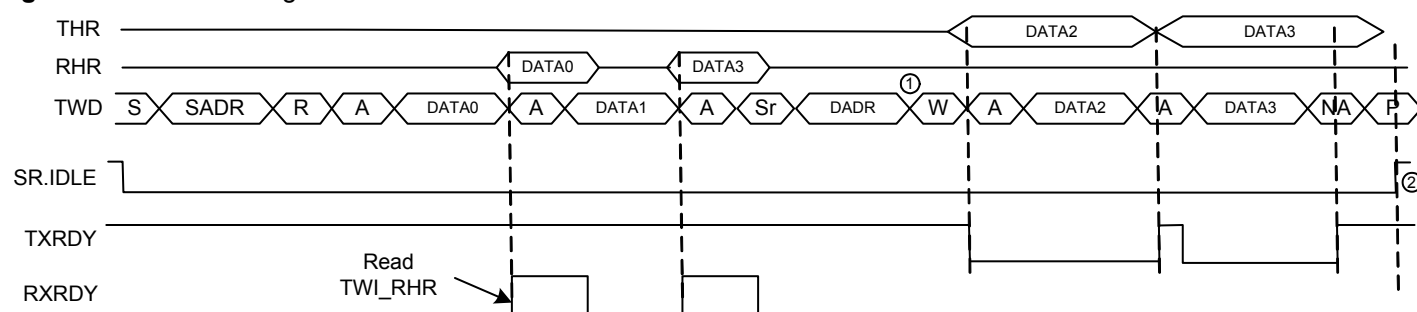 THR DATA2 DATA3
RHR DATA0 DATA3
TWD S SADR R A DATA0 A DATA1 A Sr DADR ① W A DATA2 A DATA3 NA P
SR.IDLE ②
TXRDY
Read
TWI_RHR
RXRDY